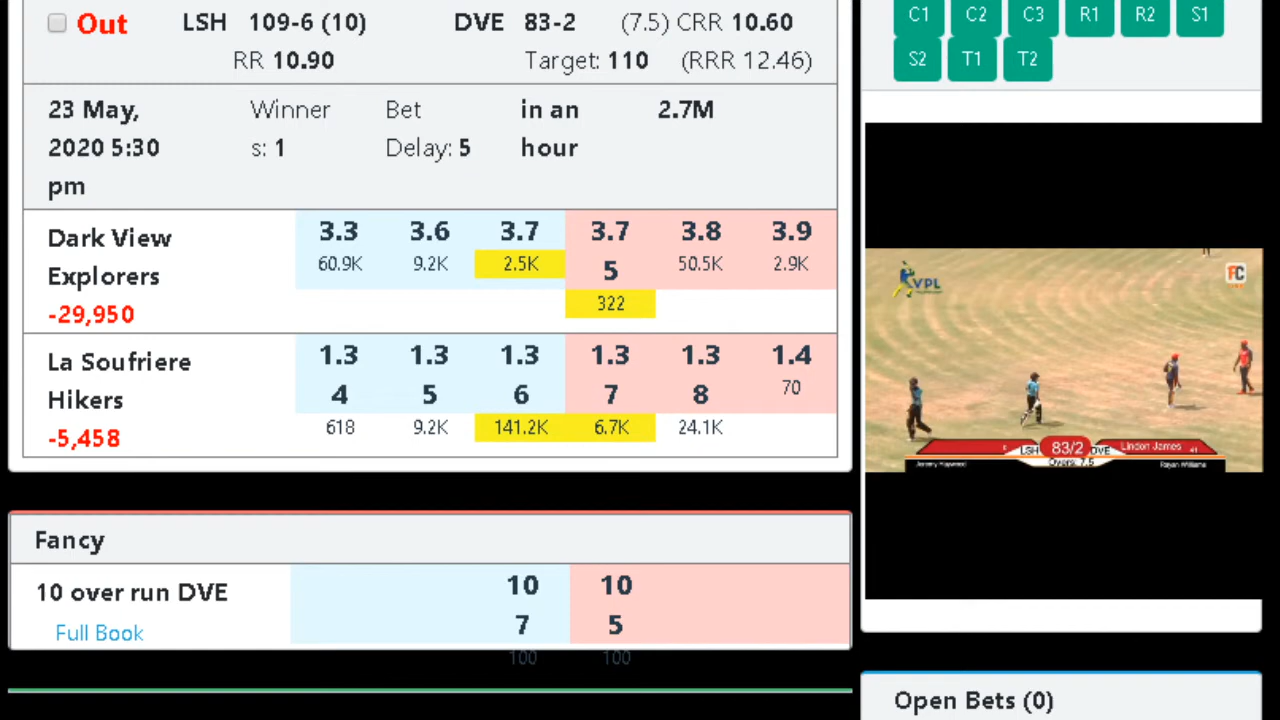 Out LSH 109-6 (10) DVE 83-2 (7.5) CRR 10.60
RR 10.90 Target: 110 (RRR 12.46)
23 May, Winner Bet in an 2.7M
2020 5:30 s: 1 Delay: 5 hour
pm
Dark View 3.3 3.6 3.7 3.7 3.8 3.9
Explorers 60.9K 9.2K 2.5K 5 50.5K 2.9K
-29,950 322
La Soufriere 1.3 1.3 1.3 1.3 1.3 1.4
Hikers 4 5 6 7 8 70
-5,458 618 9.2K 141.2K 6.7K 24.1K
Fancy
10 over run DVE 10 10
Full Book 7 5
100 100
C1 C2 C3 R1 R2 S1
S2 T1 T2
VPL FC
LSH 83/2 DVE Lindon James 41
Overs: 7.5 Rayan Williams
Open Bets (0)